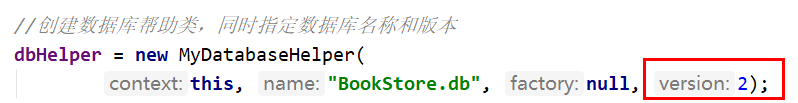 //创建数据库帮助类，同时指定数据库名称和版本
dbHelper = new MyDatabaseHelper(
context: this, name: "BookStore.db", factory: null, version: 2);